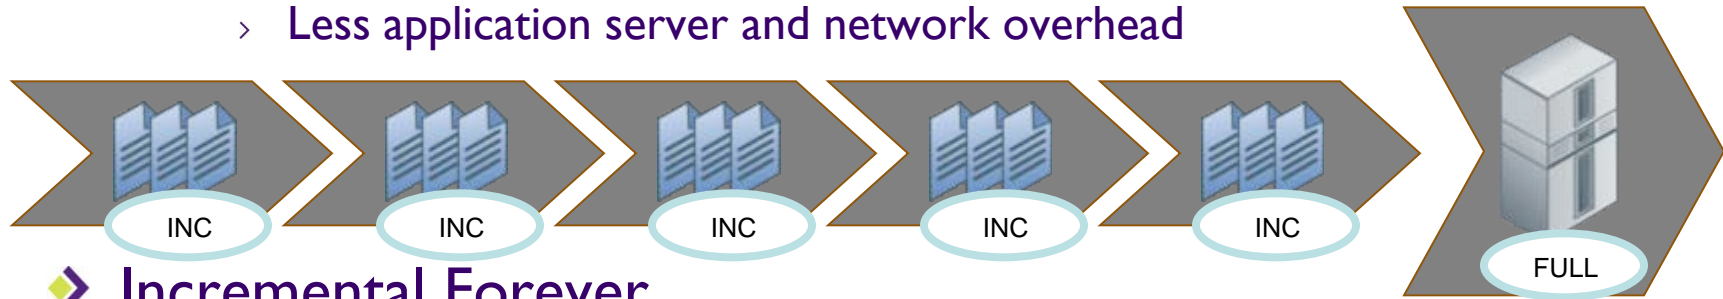 › Less application server and network overhead
INC INC INC INC INC
FULL
Incremental Forever